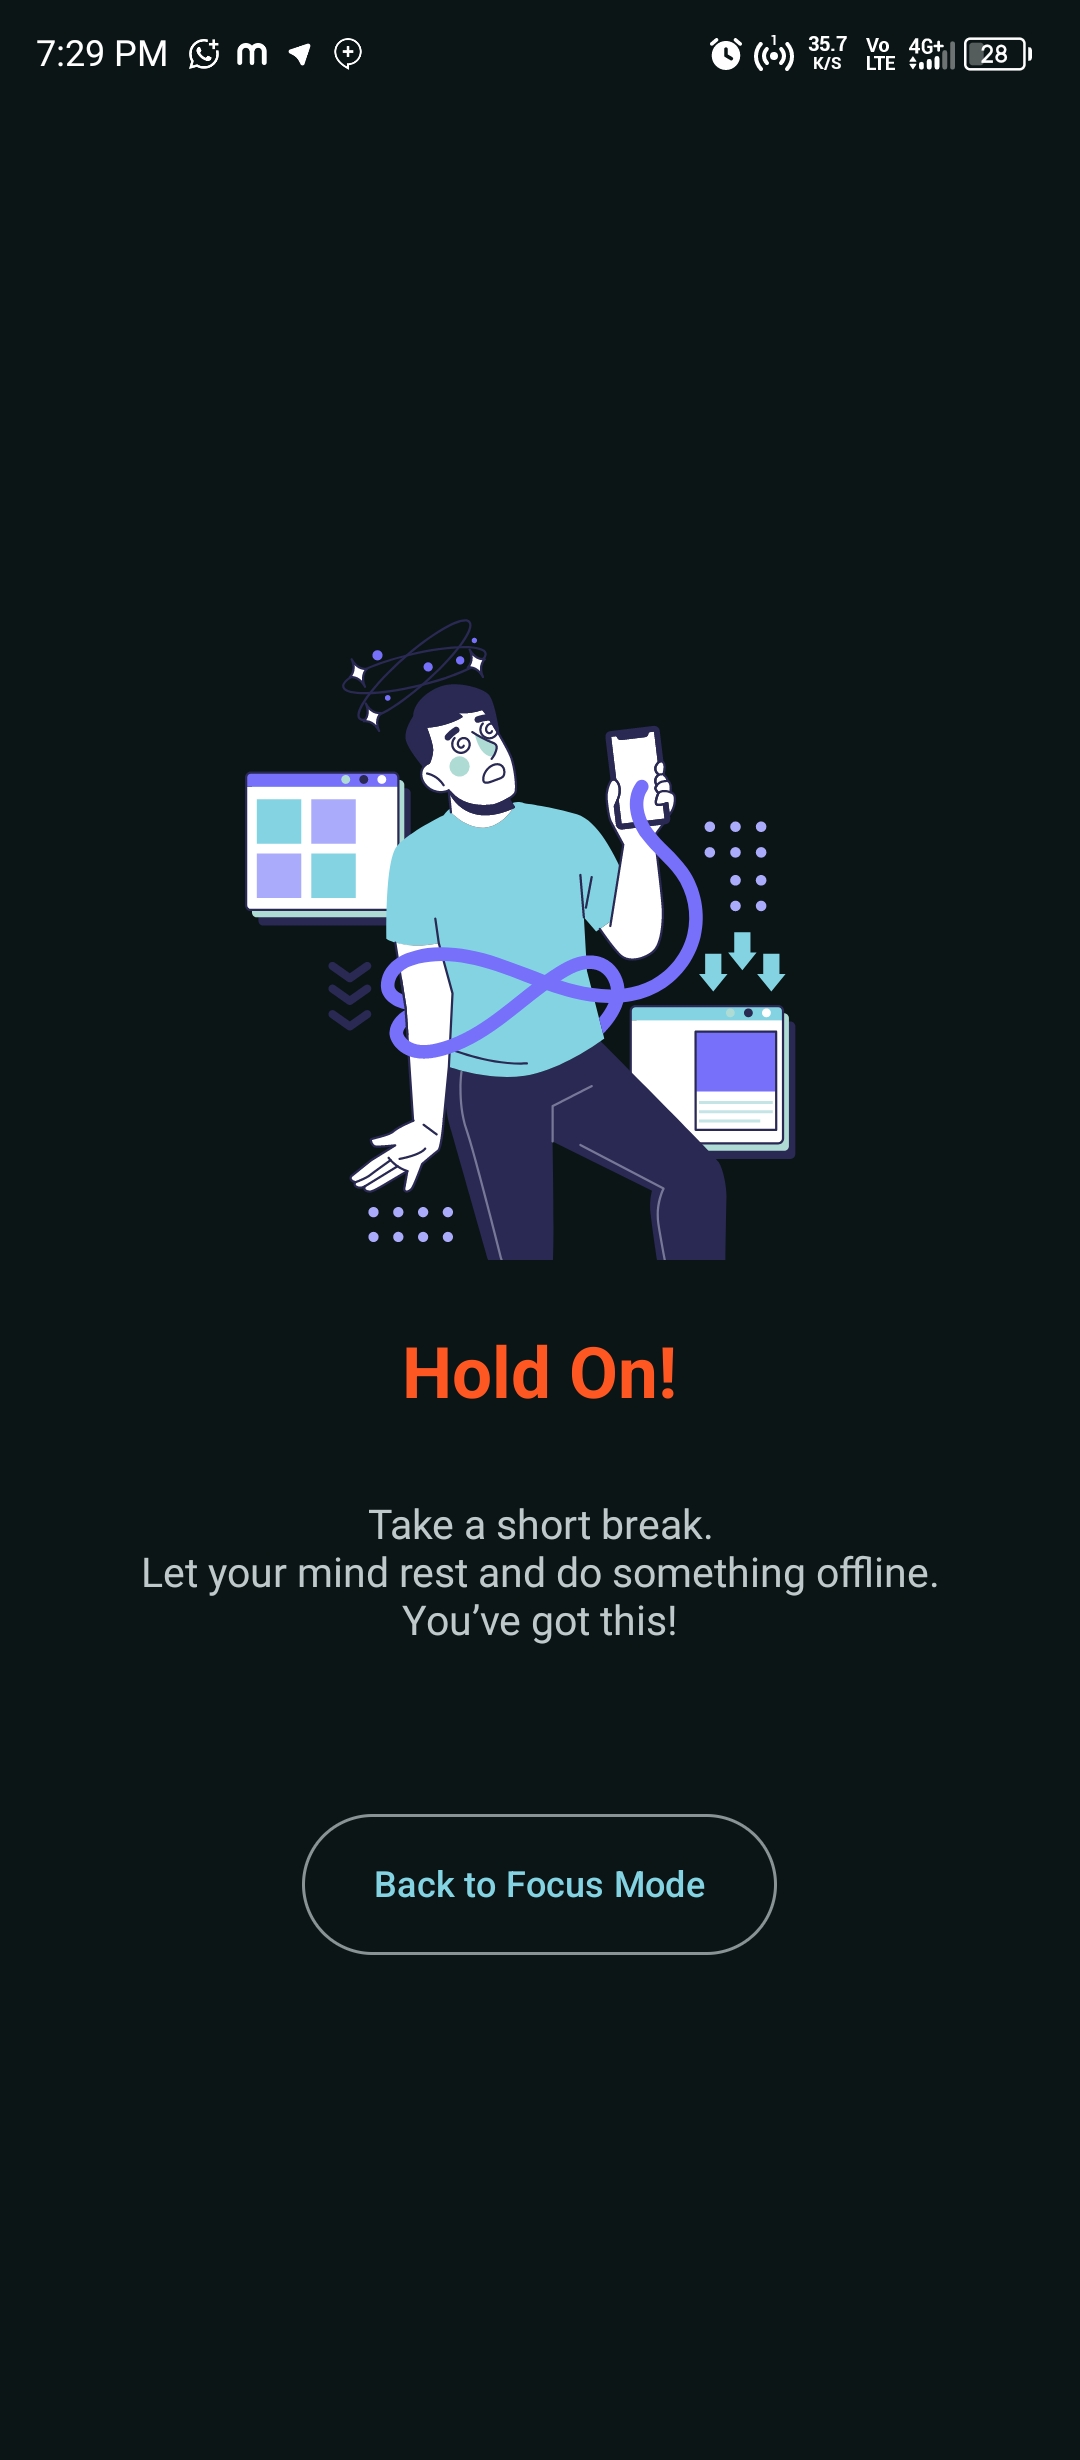 7:29 PM
1
35.7 K/S
Vo LTE
4G+
28
Hold On!
Take a short break.
Let your mind rest and do something offline.
You’ve got this!
Back to Focus Mode